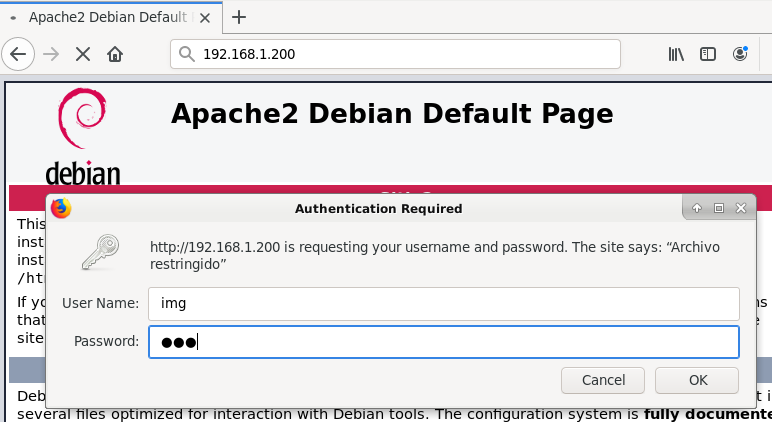 Apache2 Debian Default
192.168.1.200
Apache2 Debian Default Page
debian
Authentication Required
This
inst
inst
/ht
http://192.168.1.200 is requesting your username and password. The site says: “Archivo
restringido”
User Name: img
Password: ●●●
If yo
that
site
Cancel OK
Deb
several files optimized for interaction with Debian tools. The configuration system is fully documente